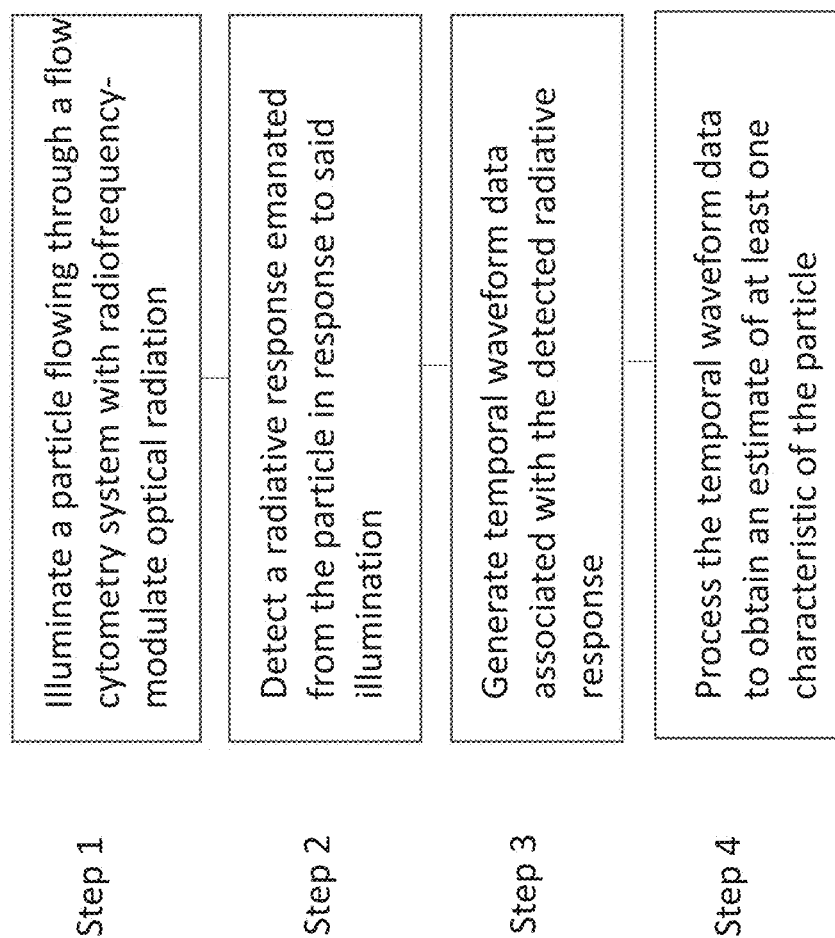 Step 1
Illuminate a particle flowing through a flow
cytometry system with radiofrequency-
modulate optical radiation
Step 2
Detect a radiative response emanated
from the particle in response to said
illumination
Step 3
Generate temporal waveform data
associated with the detected radiative
response
Step 4
Process the temporal waveform data
to obtain an estimate of at least one
characteristic of the particle